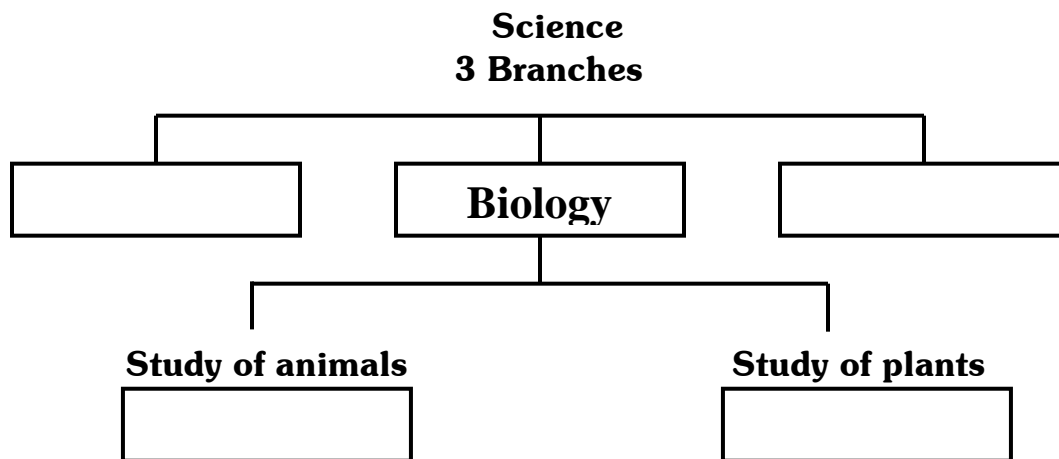 Science
3 Branches
Biology
Study of animals
Study of plants